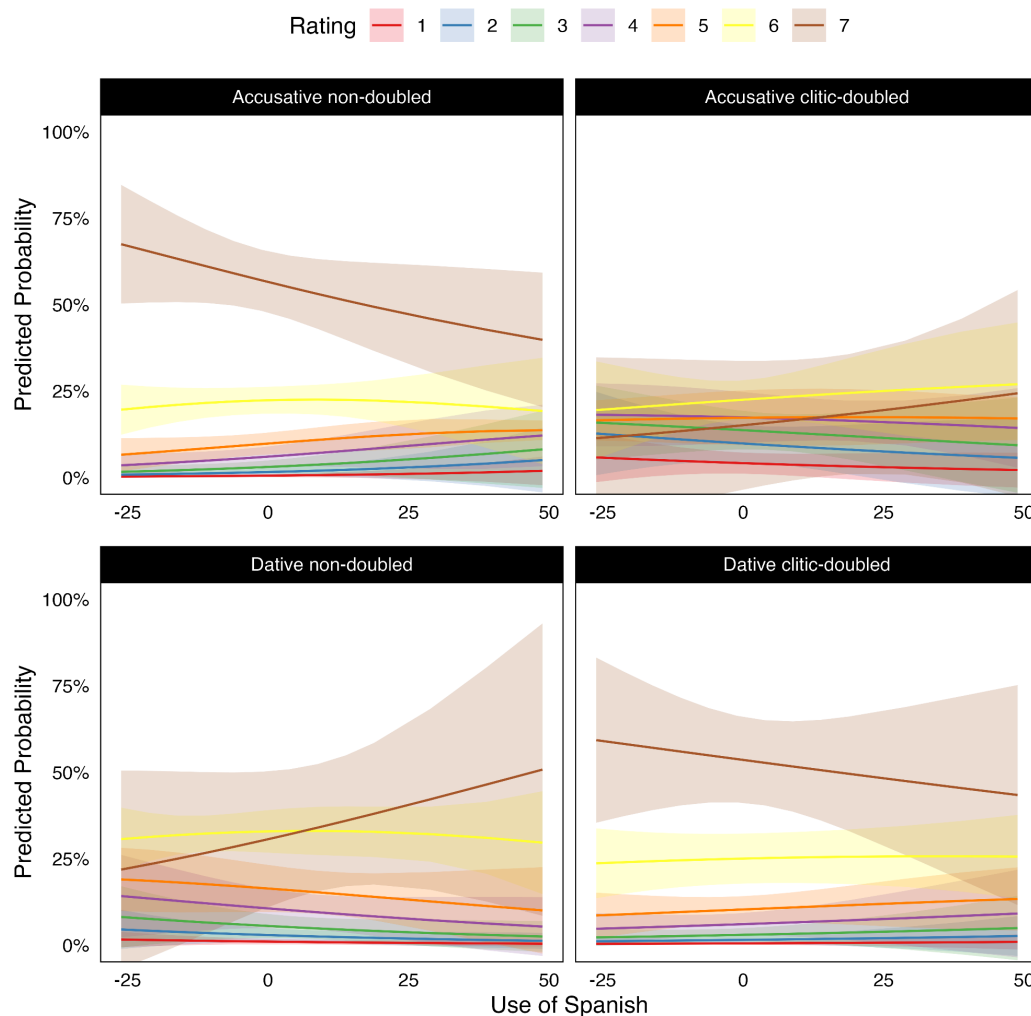 Rating 1 2 3 4 5 6 7
Accusative non-doubled Accusative clitic-doubled
100%
75%
50%
25%
0%
-25 0 25 50 -25 0 25 50
Dative non-doubled Dative clitic-doubled
100%
75%
50%
25%
0%
-25 0 25 50 -25 0 25 50
Predicted Probability
Predicted Probability
Use of Spanish